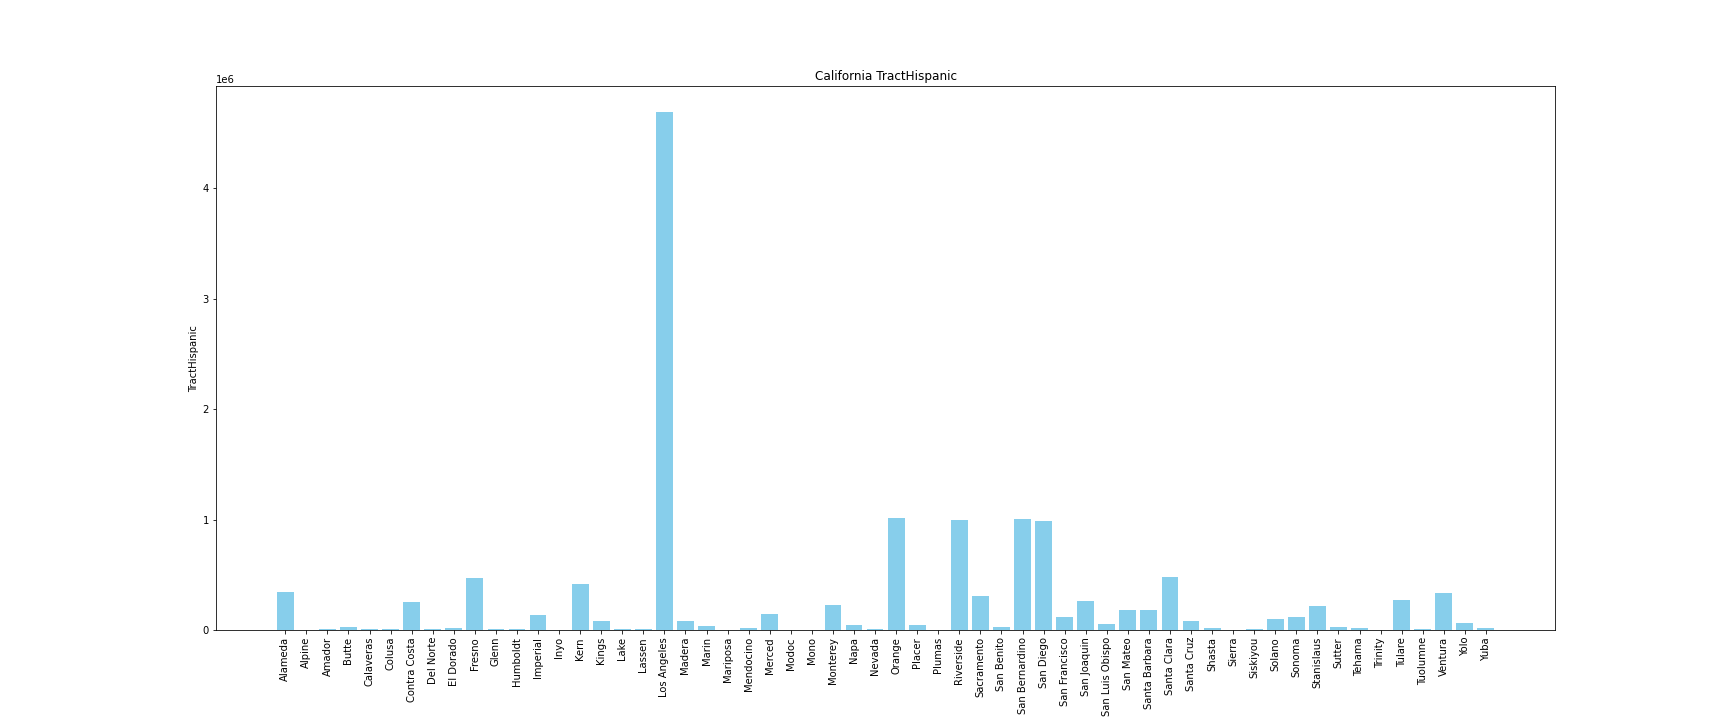 California TractHispanic
1e6
TractHispanic
4
3
2
1
0
Alameda
Alpine
Amador
Butte
Calaveras
Colusa
Contra Costa
Del Norte
El Dorado
Fresno
Glenn
Humboldt
Imperial
Inyo
Kern
Kings
Lake
Lassen
Los Angeles
Madera
Marin
Mariposa
Mendocino
Merced
Modoc
Mono
Monterey
Napa
Nevada
Orange
Placer
Plumas
Riverside
Sacramento
San Benito
San Bernardino
San Diego
San Francisco
San Joaquin
San Luis Obispo
San Mateo
Santa Barbara
Santa Clara
Santa Cruz
Shasta
Sierra
Siskiyou
Solano
Sonoma
Stanislaus
Sutter
Tehama
Trinity
Tulare
Tuolumne
Ventura
Yolo
Yuba